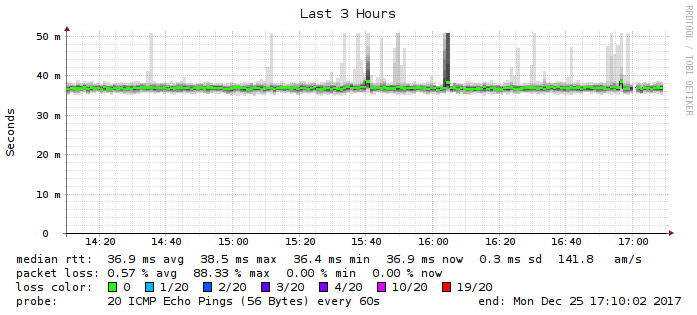 Last 3 Hours
RRDTOOL / TOBI OETIKER
Seconds
50 m
40 m
30 m
20 m
10 m
0
14:20 14:40 15:00 15:20 15:40 16:00 16:20 16:40 17:00
median rtt: 36.9 ms avg 38.5 ms max 36.4 ms min 36.9 ms now 0.3 ms sd 141.8 am/s
packet loss: 0.57 % avg 88.33 % max 0.00 % min 0.00 % now
loss color: 0 1/20 2/20 3/20 4/20 10/20 19/20
probe: 20 ICMP Echo Pings (56 Bytes) every 60s end: Mon Dec 25 17:10:02 2017